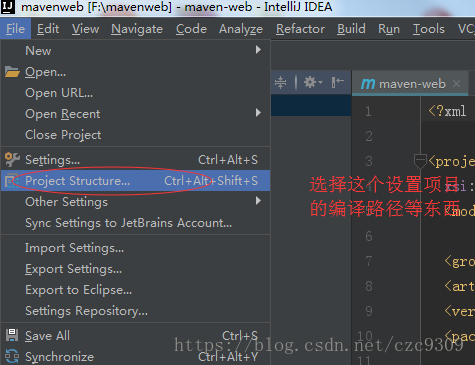 mavenweb [F:\mavenweb] - maven-web - IntelliJ IDEA
File Edit View Navigate Code Analyze Refactor Build Run Tools VC
New
Open...
Open URL...
Open Recent
Close Project
Settings... Ctrl+Alt+S
Project Structure... Ctrl+Alt+Shift+S
Other Settings
Sync Settings to JetBrains Account...
Import Settings...
Export Settings...
Export to Eclipse...
Settings Repository...
Save All Ctrl+S
Synchronize Ctrl+Alt+Y
m maven-web
1 <?xml
2
3 <proje
xsi:
5 <mod
6
7 <gro
8 <art
9 <ver
10 <pac
11
选择这个设置项目
的编译路径等东西
https://blog.csdn.net/czc9309